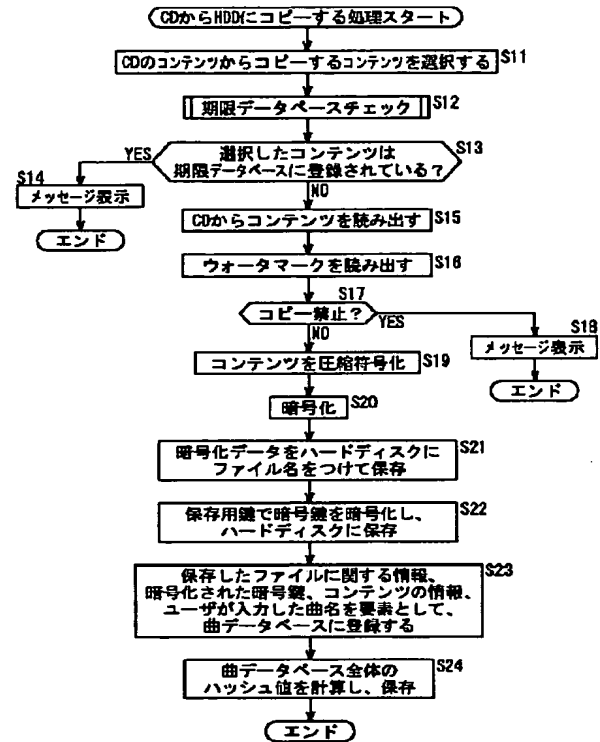 CDからHDDにコピーする処理スタート
CDのコンテンツからコピーするコンテンツを選択する S11
期限データベースチェック S12
S13
選択したコンテンツは
期限データベースに登録されている?
YES
NO
S14
メッセージ表示
エンド
CDからコンテンツを読み出す S15
ウォータマークを読み出す S16
S17
コピー禁止?
YES
NO
S18
メッセージ表示
エンド
コンテンツを圧縮符号化 S19
暗号化 S20
暗号化データをハードディスクに
ファイル名をつけて保存
S21
保存用鍵で暗号鍵を暗号化し、
ハードディスクに保存
S22
保存したファイルに関する情報、
暗号化された暗号鍵、コンテンツの情報、
ユーザが入力した曲名を要素として、
曲データベースに登録する
S23
曲データベース全体の
ハッシュ値を計算し、保存
S24
エンド